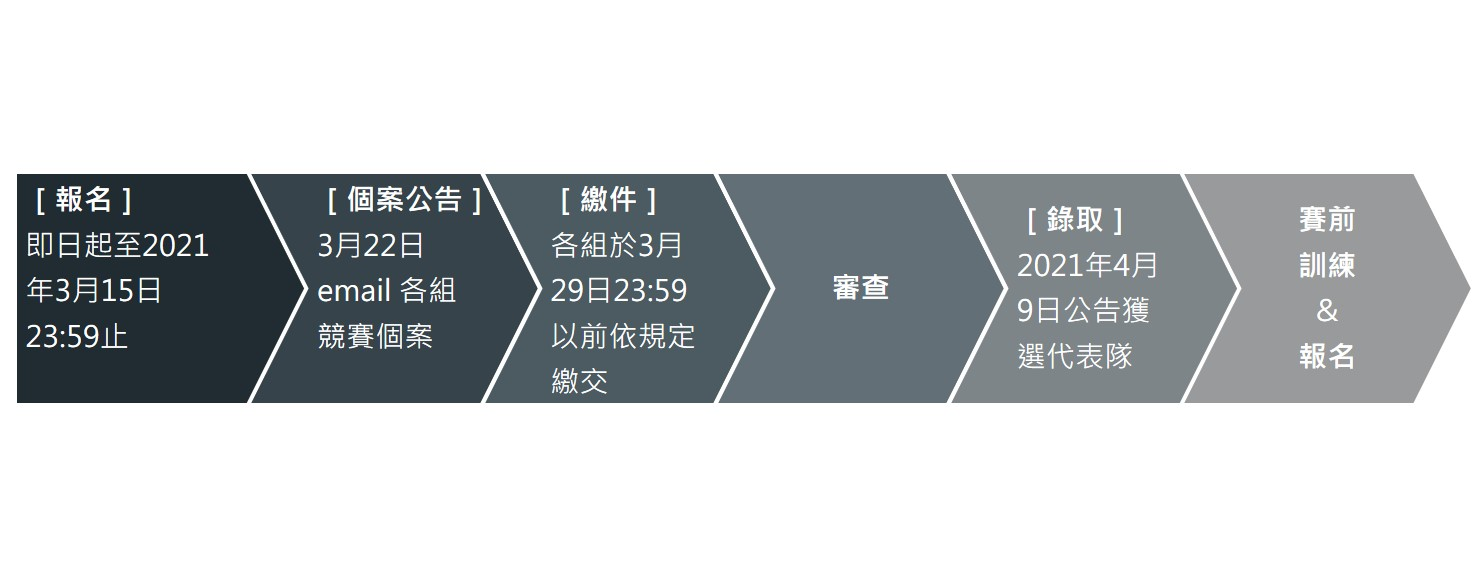 [ 報名 ]
即日起至2021
年3月15日
23:59止
[ 個案公告 ]
3月22日
email 各組
競賽個案
[ 繳件 ]
各組於3月
29日23:59
以前依規定
繳交
審查
[ 錄取 ]
2021年4月
9日公告獲
選代表隊
賽前
訓練
&
報名